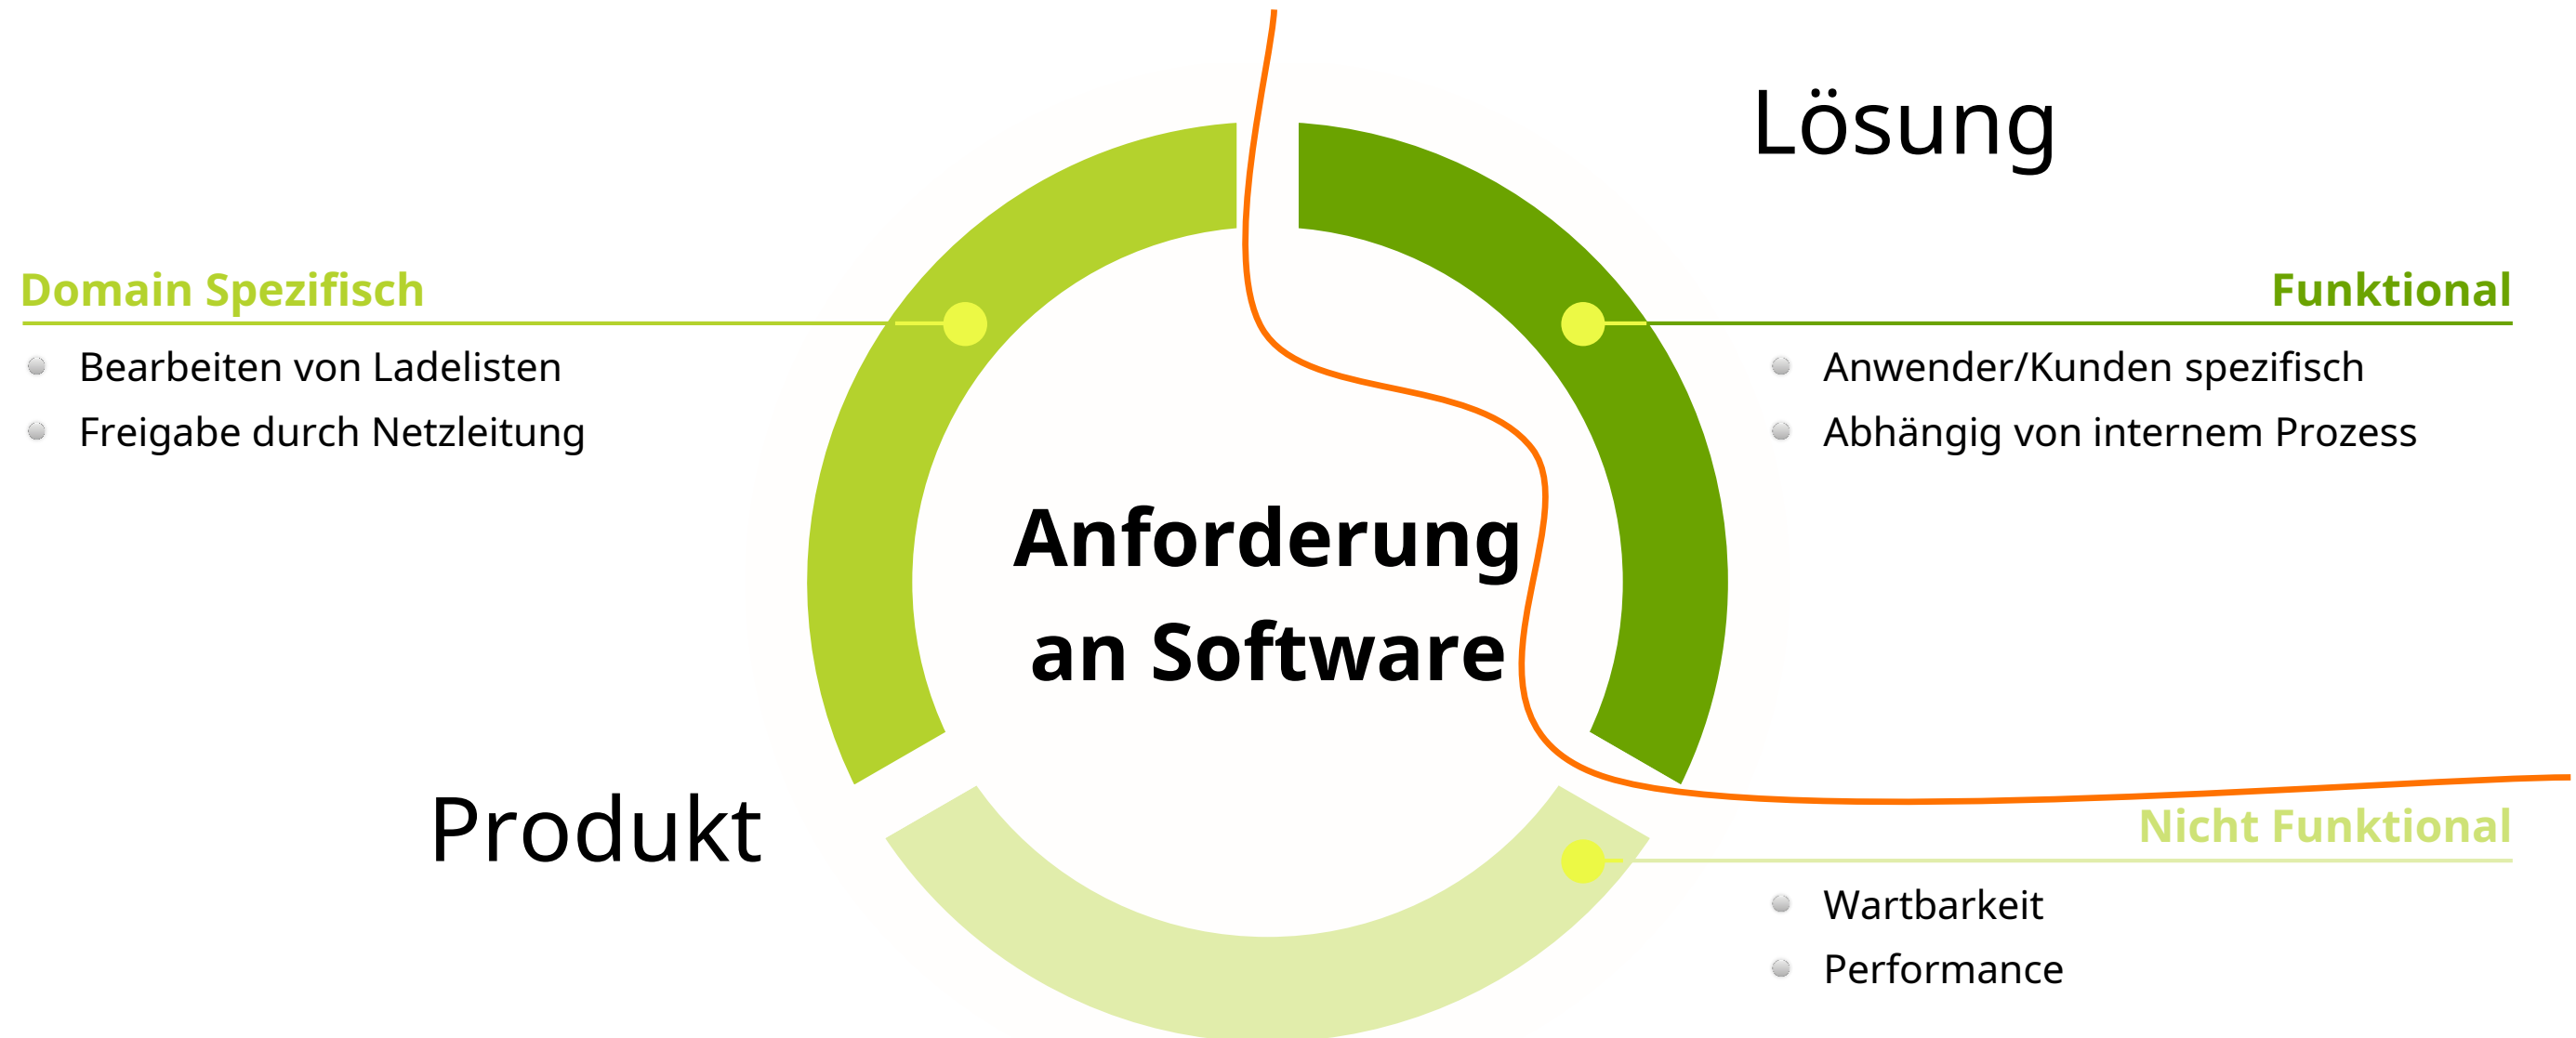 Lösung
Domain Spezifisch
Bearbeiten von Ladelisten
Freigabe durch Netzleitung
Funktional
Anwender/Kunden spezifisch
Abhängig von internem Prozess
Anforderung
an Software
Produkt
Nicht Funktional
Wartbarkeit
Performance